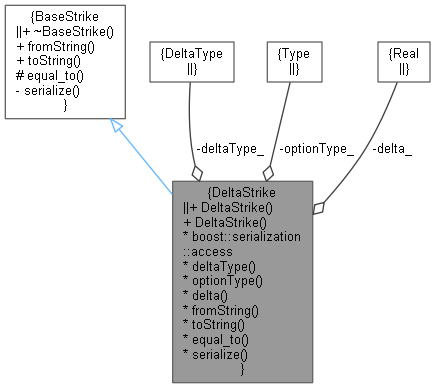 {BaseStrike
||+ ~BaseStrike()
+ fromString()
+ toString()
# equal_to()
- serialize()
}
{DeltaType
||}
{Type
||}
{Real
||}
-deltaType_
-optionType_
-delta_
{DeltaStrike
||+ DeltaStrike()
+ DeltaStrike()
* boost::serialization
::access
* deltaType()
* optionType()
* delta()
* fromString()
* toString()
* equal_to()
* serialize()
}